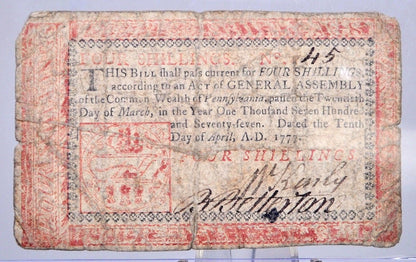 FOUR SHILLINGS. No. 45
THIS BILL shall pass current for FOUR SHILLINGS,
according to an ACT of GENERAL ASSEMBLY
of the Common Wealth of Pennsylvania, passed the Twentieth
Day of March, in the Year One Thousand Seven Hundred
and Seventy-seven. Dated the Tenth
Day of April, A.D. 1777.
FOUR SHILLING